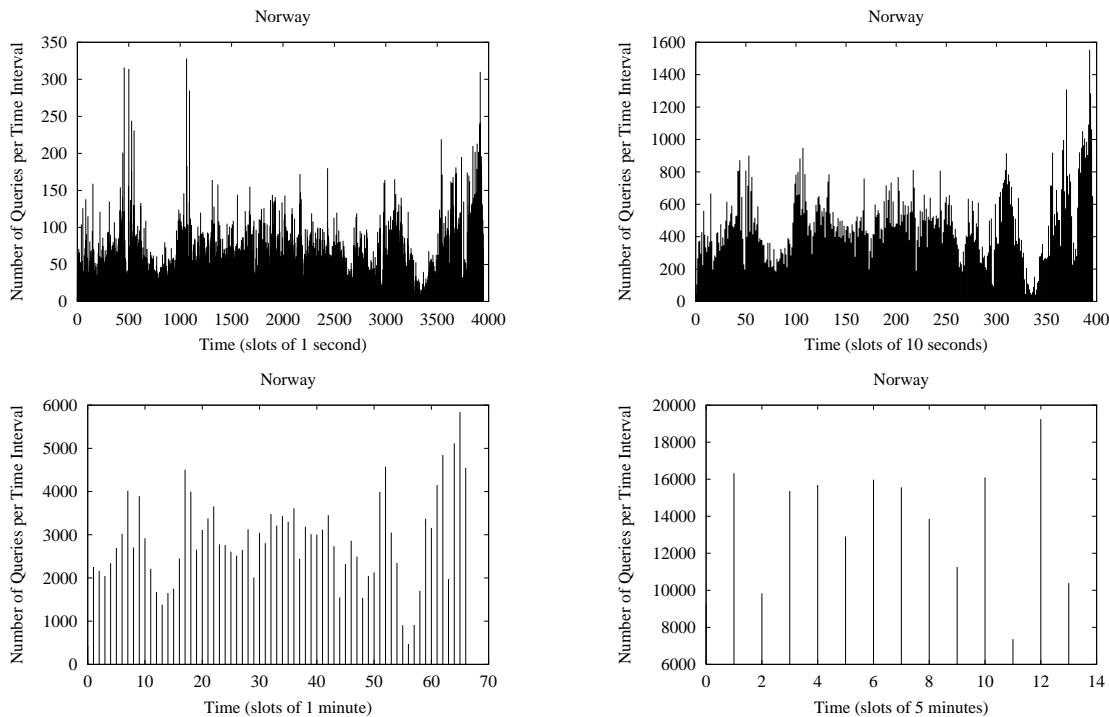 Norway
Number of Queries per Time Interval
350
300
250
200
150
100
50
0
0 500 1000 1500 2000 2500 3000 3500 4000
Time (slots of 1 second)
Norway
Number of Queries per Time Interval
1600
1400
1200
1000
800
600
400
200
0
0 50 100 150 200 250 300 350 400
Time (slots of 10 seconds)
Norway
Number of Queries per Time Interval
6000
5000
4000
3000
2000
1000
0
0 10 20 30 40 50 60 70
Time (slots of 1 minute)
Norway
Number of Queries per Time Interval
20000
18000
16000
14000
12000
10000
8000
6000
0 2 4 6 8 10 12 14
Time (slots of 5 minutes)